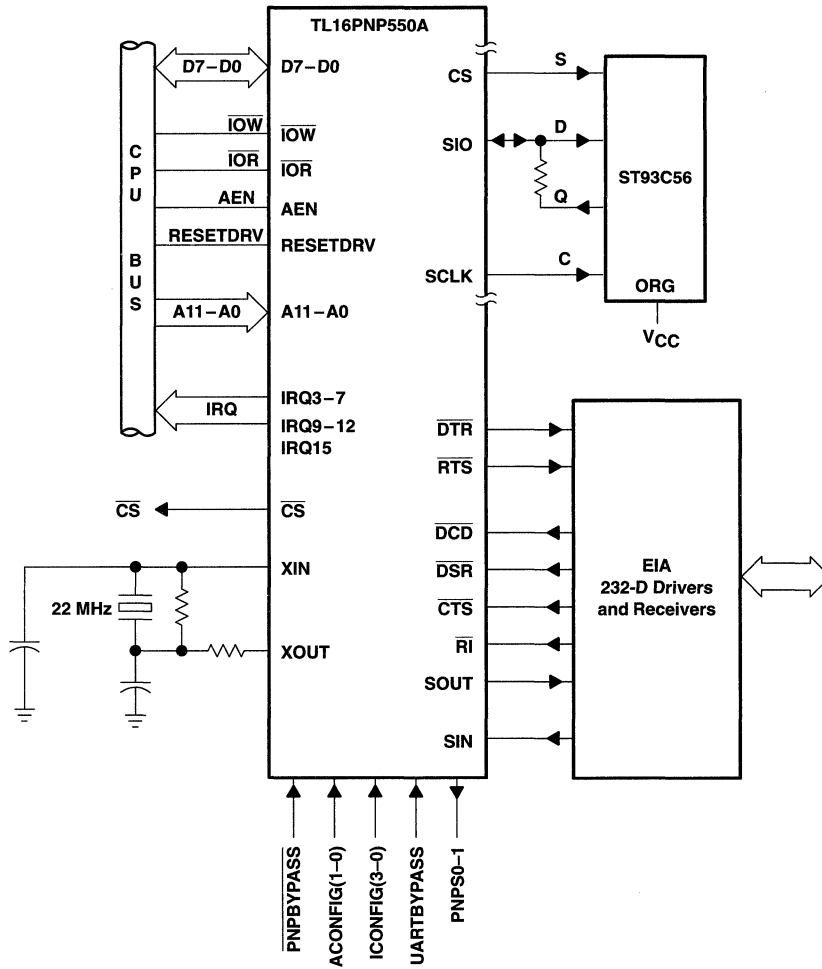 TL16PNP550A
D7–D0
D7–D0
CS
S
IOW
IOW
SIO
D
CPU BUS
IOR
IOR
ST93C56
AEN
AEN
Q
RESETDRV
RESETDRV
SCLK
C
ORG
A11–A0
A11–A0
VCC
IRQ3–7
IRQ
IRQ9–12
IRQ15
DTR
RTS
CS
CS
DCD
XIN
DSR
EIA
232-D Drivers
and Receivers
22 MHz
CTS
RI
XOUT
SOUT
SIN
PNPBYPASS
ACONFIG(1–0)
ICONFIG(3–0)
UARTBYPASS
PNPS0–1